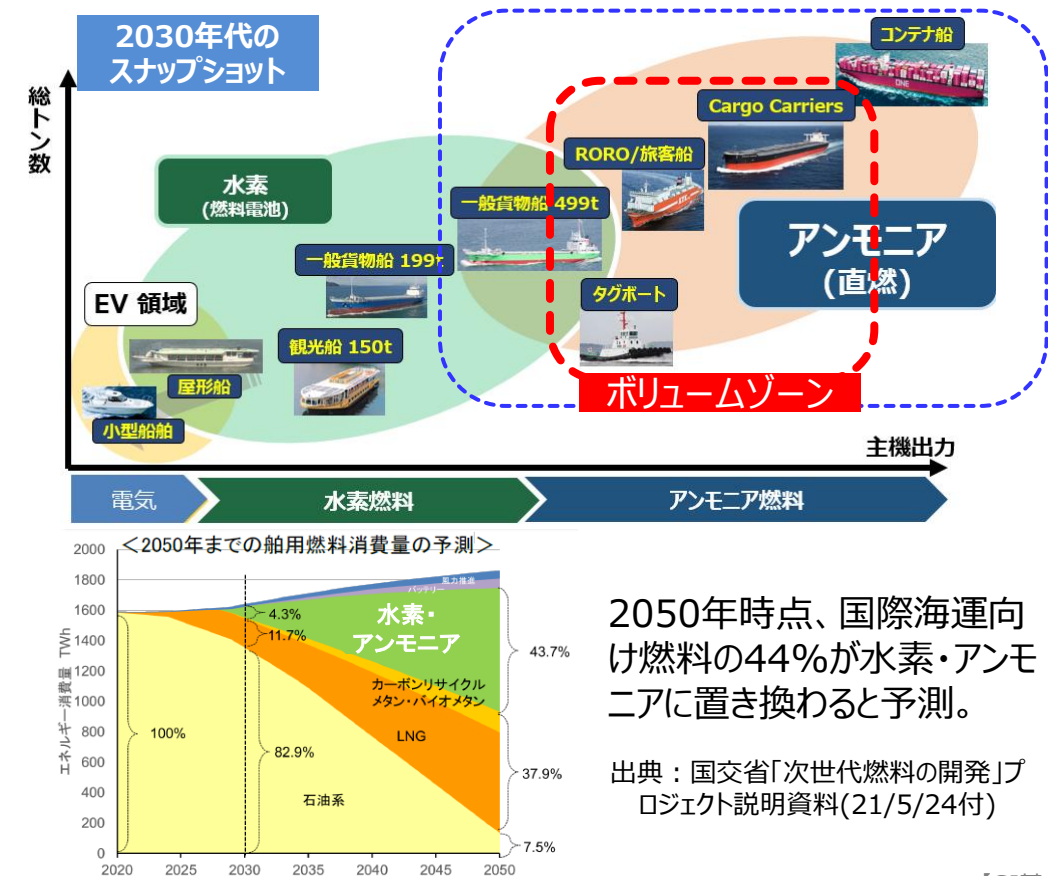 2030年代の
スナップショット
総トン数
コンテナ船
Cargo Carriers
RORO/旅客船
水素
(燃料電池)
一般貨物船 499t
アンモニア
(直燃)
一般貨物船 199t
タグボート
EV 領域
観光船 150t
屋形船
ボリュームゾーン
小型船舶
主機出力
電気
水素燃料
アンモニア燃料
＜2050年までの舶用燃料消費量の予測＞
エネルギー消費量 TWh
2000
1800
1600
1400
1200
1000
800
600
400
200
0
風力推進
バッテリー
4.3%
水素・
アンモニア
11.7%
43.7%
カーボンリサイクル
メタン・バイオメタン
LNG
100%
82.9%
37.9%
石油系
7.5%
2020 2025 2030 2035 2040 2045 2050
2050年時点、国際海運向
け燃料の44%が水素・アンモ
ニアに置き換わると予測。
出典：国交省「次世代燃料の開発」プ
ロジェクト説明資料(21/5/24付)